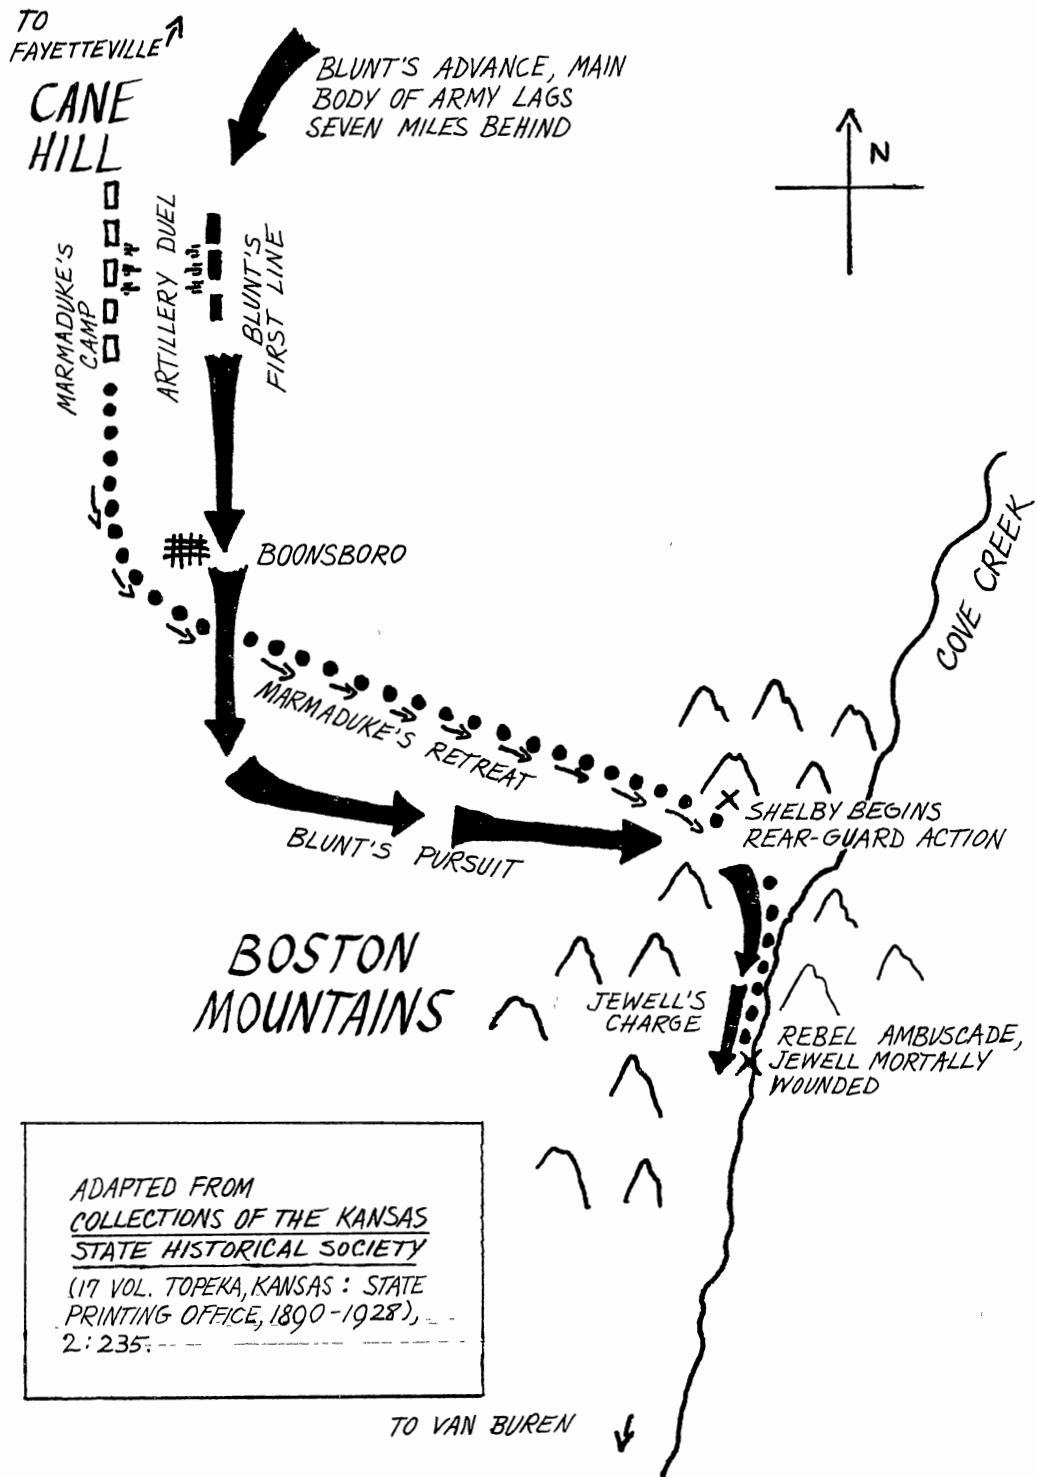 TO
FAYETTEVILLE
CANE
HILL
BLUNT'S ADVANCE, MAIN
BODY OF ARMY LAGS
SEVEN MILES BEHIND
N
MARMADUKE'S
CAMP
ARTILLERY DUEL
BLUNT'S
FIRST LINE
BOONSBORO
COVE CREEK
MARMADUKE'S RETREAT
SHELBY BEGINS
REAR-GUARD ACTION
BLUNT'S PURSUIT
BOSTON
MOUNTAINS
JEWELL'S
CHARGE
REBEL AMBUSCADE,
JEWELL MORTALLY
WOUNDED
ADAPTED FROM
COLLECTIONS OF THE KANSAS
STATE HISTORICAL SOCIETY
(17 VOL. TOPEKA, KANSAS: STATE
PRINTING OFFICE, 1890-1928),
2:235.
TO VAN BUREN